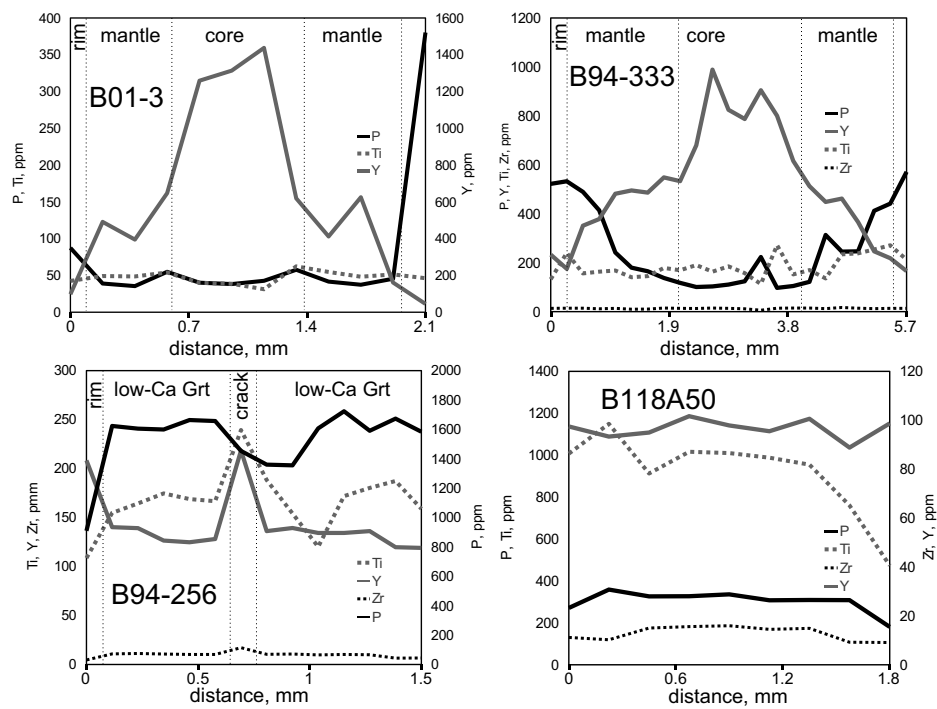 400
350
300
250
200
150
100
50
0
P, Ti, ppm
rim
mantle
core
mantle
B01-3
P
Ti
Y
1600
1400
1200
1000
800
600
400
200
0
Y, ppm
0
0.7
1.4
2.1
distance, mm
1200
1000
800
600
400
200
0
P, Y, Ti, Zr, ppm
rim
mantle
core
mantle
B94-333
P
Y
Ti
Zr
0
1.9
3.8
5.7
distance, mm
300
250
200
150
100
50
0
Ti, Y, Zr, pmm
rim
low-Ca Grt
crack
low-Ca Grt
B94-256
Ti
Y
Zr
P
2000
1800
1600
1400
1200
1000
800
600
400
200
0
P, ppm
0
0.5
1
1.5
distance, mm
1400
1200
1000
800
600
400
200
0
P, Ti, ppm
B118A50
P
Ti
Zr
Y
120
100
80
60
40
20
0
Zr, Y, ppm
0
0.6
1.2
1.8
distance, mm